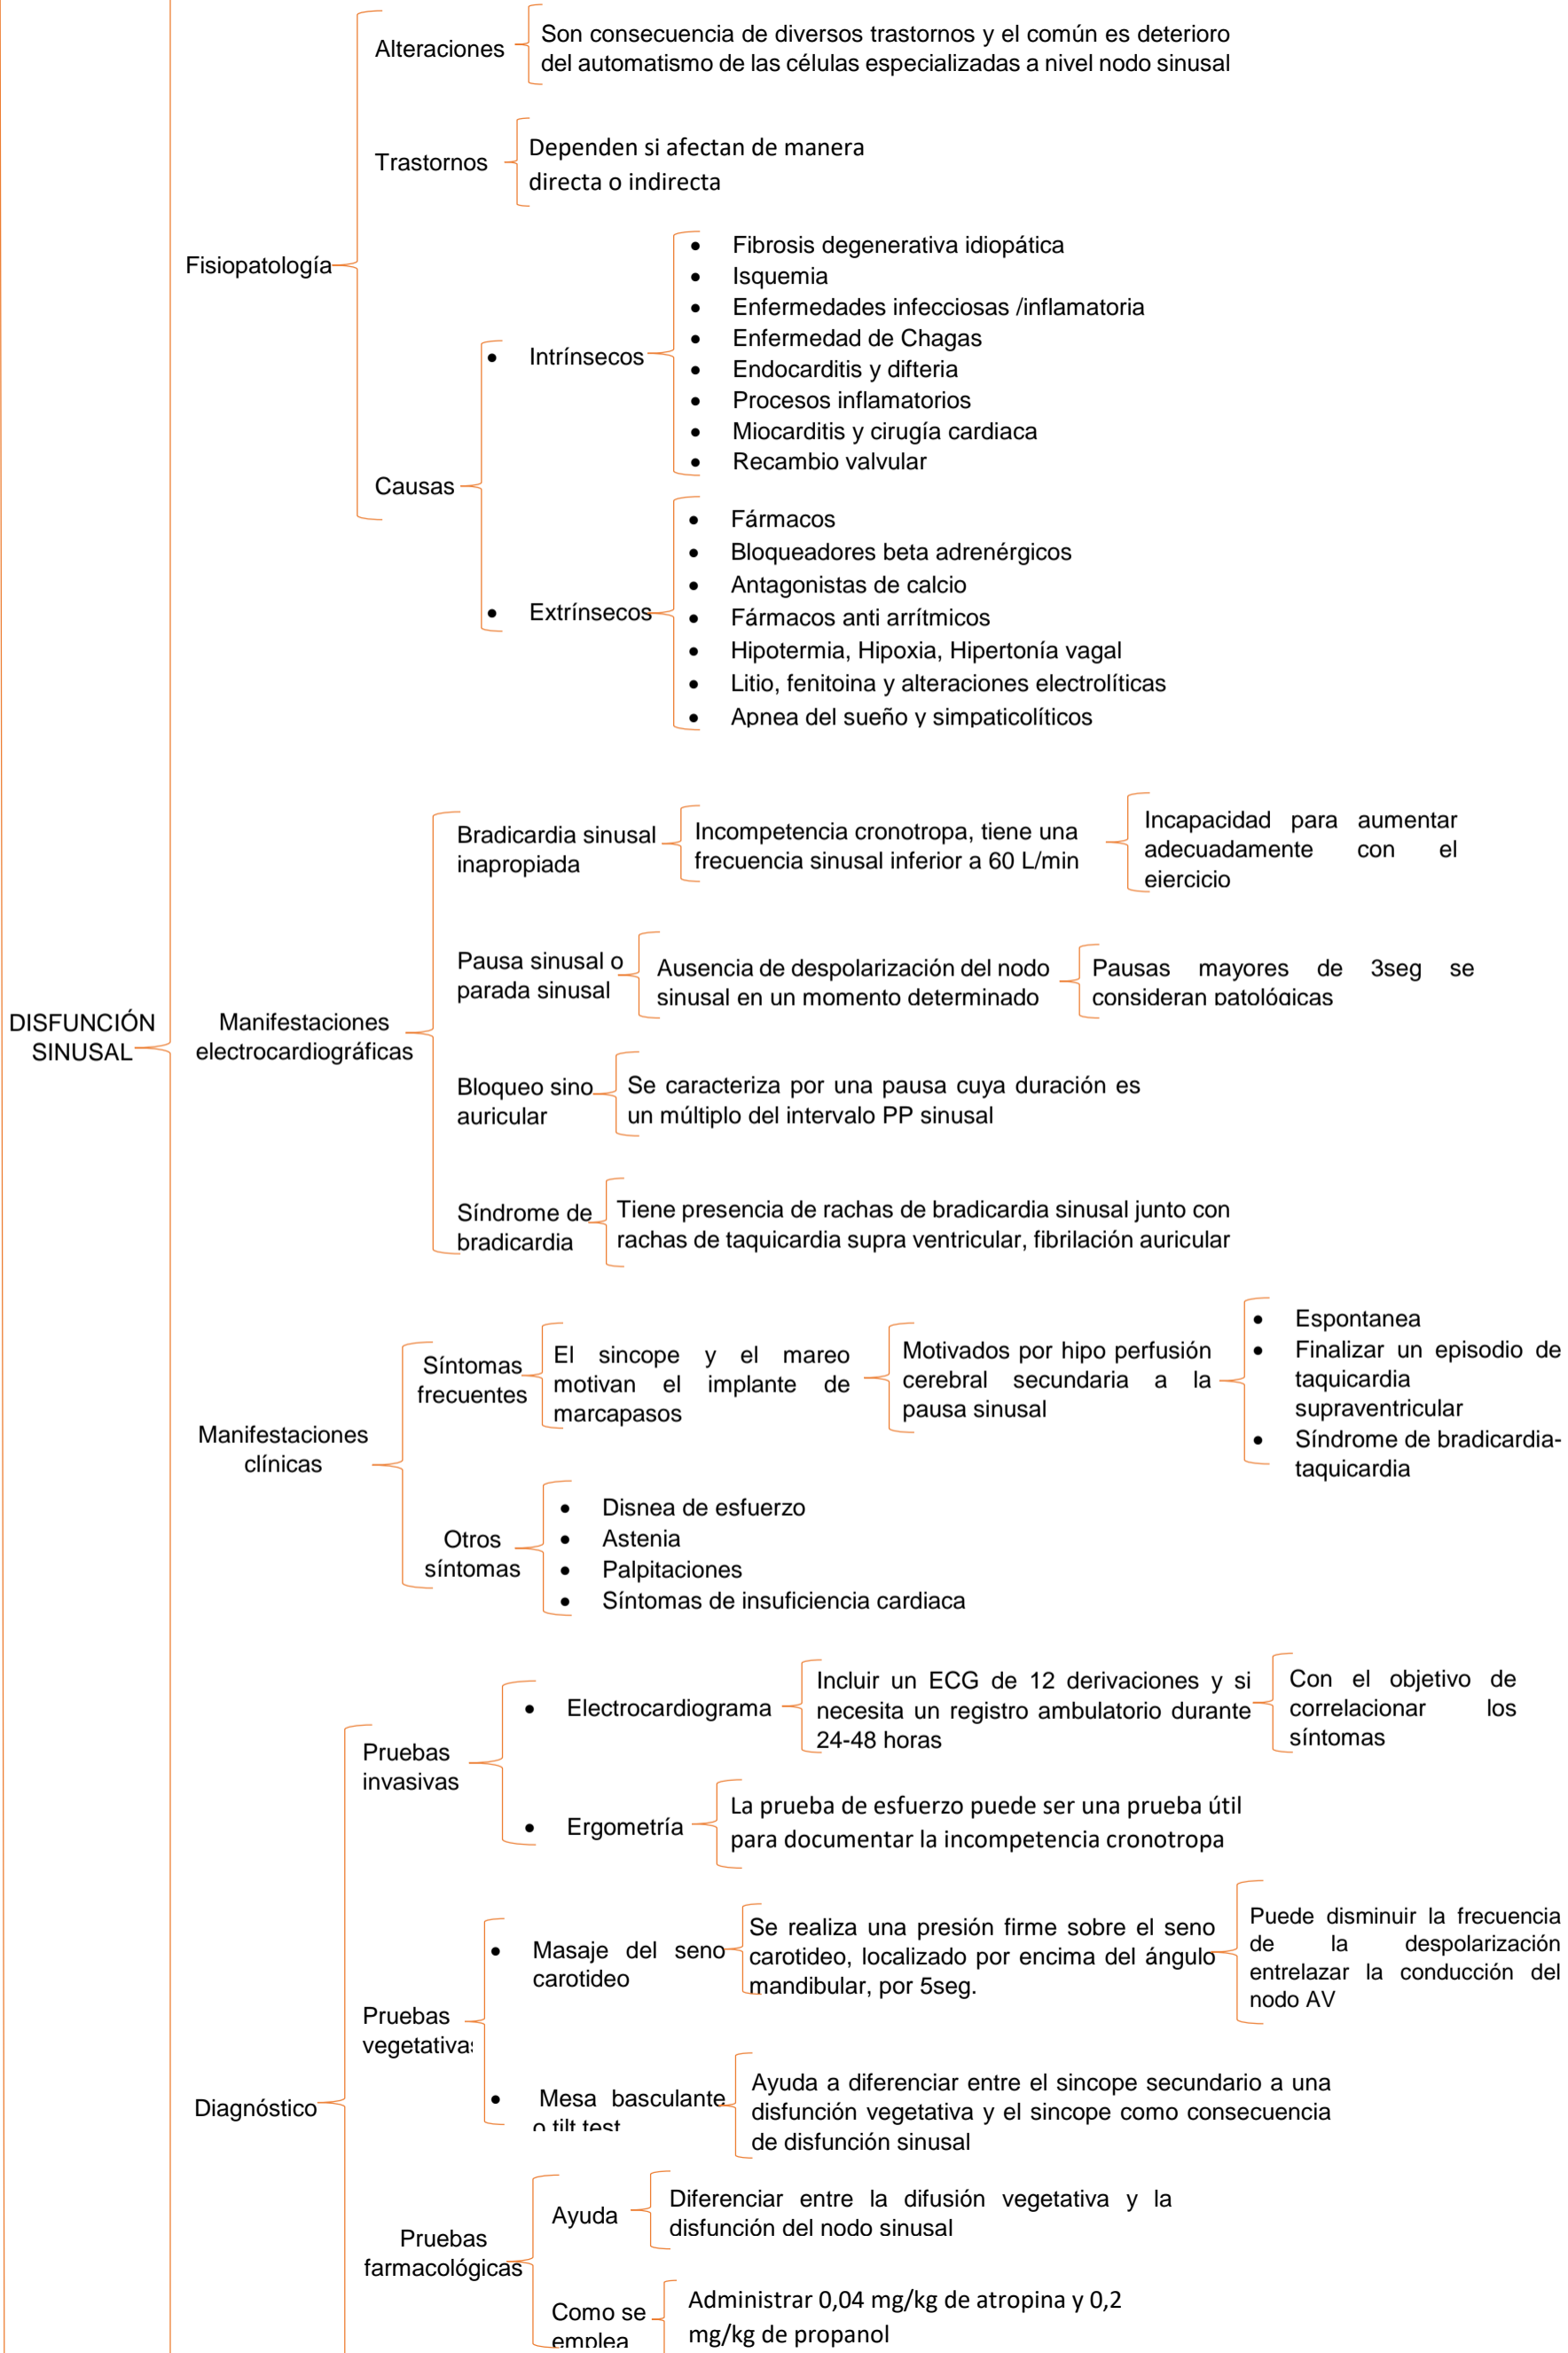 DISFUNCIÓN
SINUSAL
Fisiopatología
Alteraciones
Son consecuencia de diversos trastornos y el común es deterioro
del automatismo de las células especializadas a nivel nodo sinusal
Trastornos
Dependen si afectan de manera
directa o indirecta
Causas
• Intrínsecos
• Fibrosis degenerativa idiopática
• Isquemia
• Enfermedades infecciosas /inflamatoria
• Enfermedad de Chagas
• Endocarditis y difteria
• Procesos inflamatorios
• Miocarditis y cirugía cardiaca
• Recambio valvular
• Extrínsecos
• Fármacos
• Bloqueadores beta adrenérgicos
• Antagonistas de calcio
• Fármacos anti arrítmicos
• Hipotermia, Hipoxia, Hipertonía vagal
• Litio, fenitoina y alteraciones electrolíticas
• Apnea del sueño y simpaticolíticos
Manifestaciones
electrocardiográficas
Bradicardia sinusal
inapropiada
Incompetencia cronotropa, tiene una
frecuencia sinusal inferior a 60 L/min
Incapacidad para aumentar
adecuadamente con el
ejercicio
Pausa sinusal o
parada sinusal
Ausencia de despolarización del nodo
sinusal en un momento determinado
Pausas mayores de 3seg se
consideran patológicas
Bloqueo sino
auricular
Se caracteriza por una pausa cuya duración es
un múltiplo del intervalo PP sinusal
Síndrome de
bradicardia
Tiene presencia de rachas de bradicardia sinusal junto con
rachas de taquicardia supra ventricular, fibrilación auricular
Manifestaciones
clínicas
Síntomas
frecuentes
El sincope y el mareo
motivan el implante de
marcapasos
Motivados por hipo perfusión
cerebral secundaria a la
pausa sinusal
• Espontanea
• Finalizar un episodio de
taquicardia
supraventricular
• Síndrome de bradicardia-
taquicardia
Otros
síntomas
• Disnea de esfuerzo
• Astenia
• Palpitaciones
• Síntomas de insuficiencia cardiaca
Diagnóstico
Pruebas
invasivas
• Electrocardiograma
Incluir un ECG de 12 derivaciones y si
necesita un registro ambulatorio durante
24-48 horas
Con el objetivo de
correlacionar los
síntomas
• Ergometría
La prueba de esfuerzo puede ser una prueba útil
para documentar la incompetencia cronotropa
Pruebas
vegetativas
• Masaje del seno
carotideo
Se realiza una presión firme sobre el seno
carotideo, localizado por encima del ángulo
mandibular, por 5seg.
Puede disminuir la frecuencia
de la despolarización
entrelazar la conducción del
nodo AV
• Mesa basculante
o tilt test
Ayuda a diferenciar entre el sincope secundario a una
disfunción vegetativa y el sincope como consecuencia
de disfunción sinusal
Pruebas
farmacológicas
Ayuda
Diferenciar entre la difusión vegetativa y la
disfunción del nodo sinusal
Como se
emplea
Administrar 0,04 mg/kg de atropina y 0,2
mg/kg de propanol